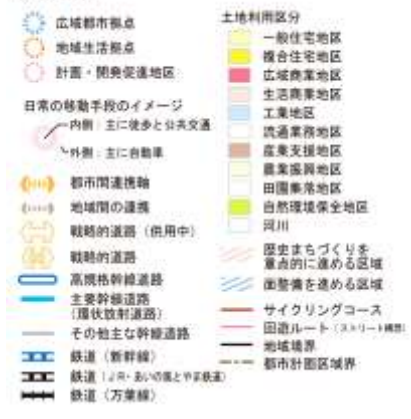 広域都市拠点
地域生活拠点
計画・開発促進地区
日常の移動手段のイメージ
内側：主に徒歩と公共交通
外側：主に自動車
都市間連携軸
地域間の連携
戦略的道路（供用中）
戦略的道路
高規格幹線道路
主要幹線道路
（環状放射道路）
その他主な幹線道路
鉄道（新幹線）
鉄道（ＪＲ・あいの風とやま鉄道）
鉄道（万葉線）
土地利用区分
一般住宅地区
複合住宅地区
広域商業地区
生活商業地区
工業地区
流通業務地区
産業支援地区
農業振興地区
田園集落地区
自然環境保全地区
河川
歴史まちづくりを
重点的に進める区域
面整備を進める区域
サイクリングコース
回遊ルート（ストリート構想）
地域境界
都市計画区域界